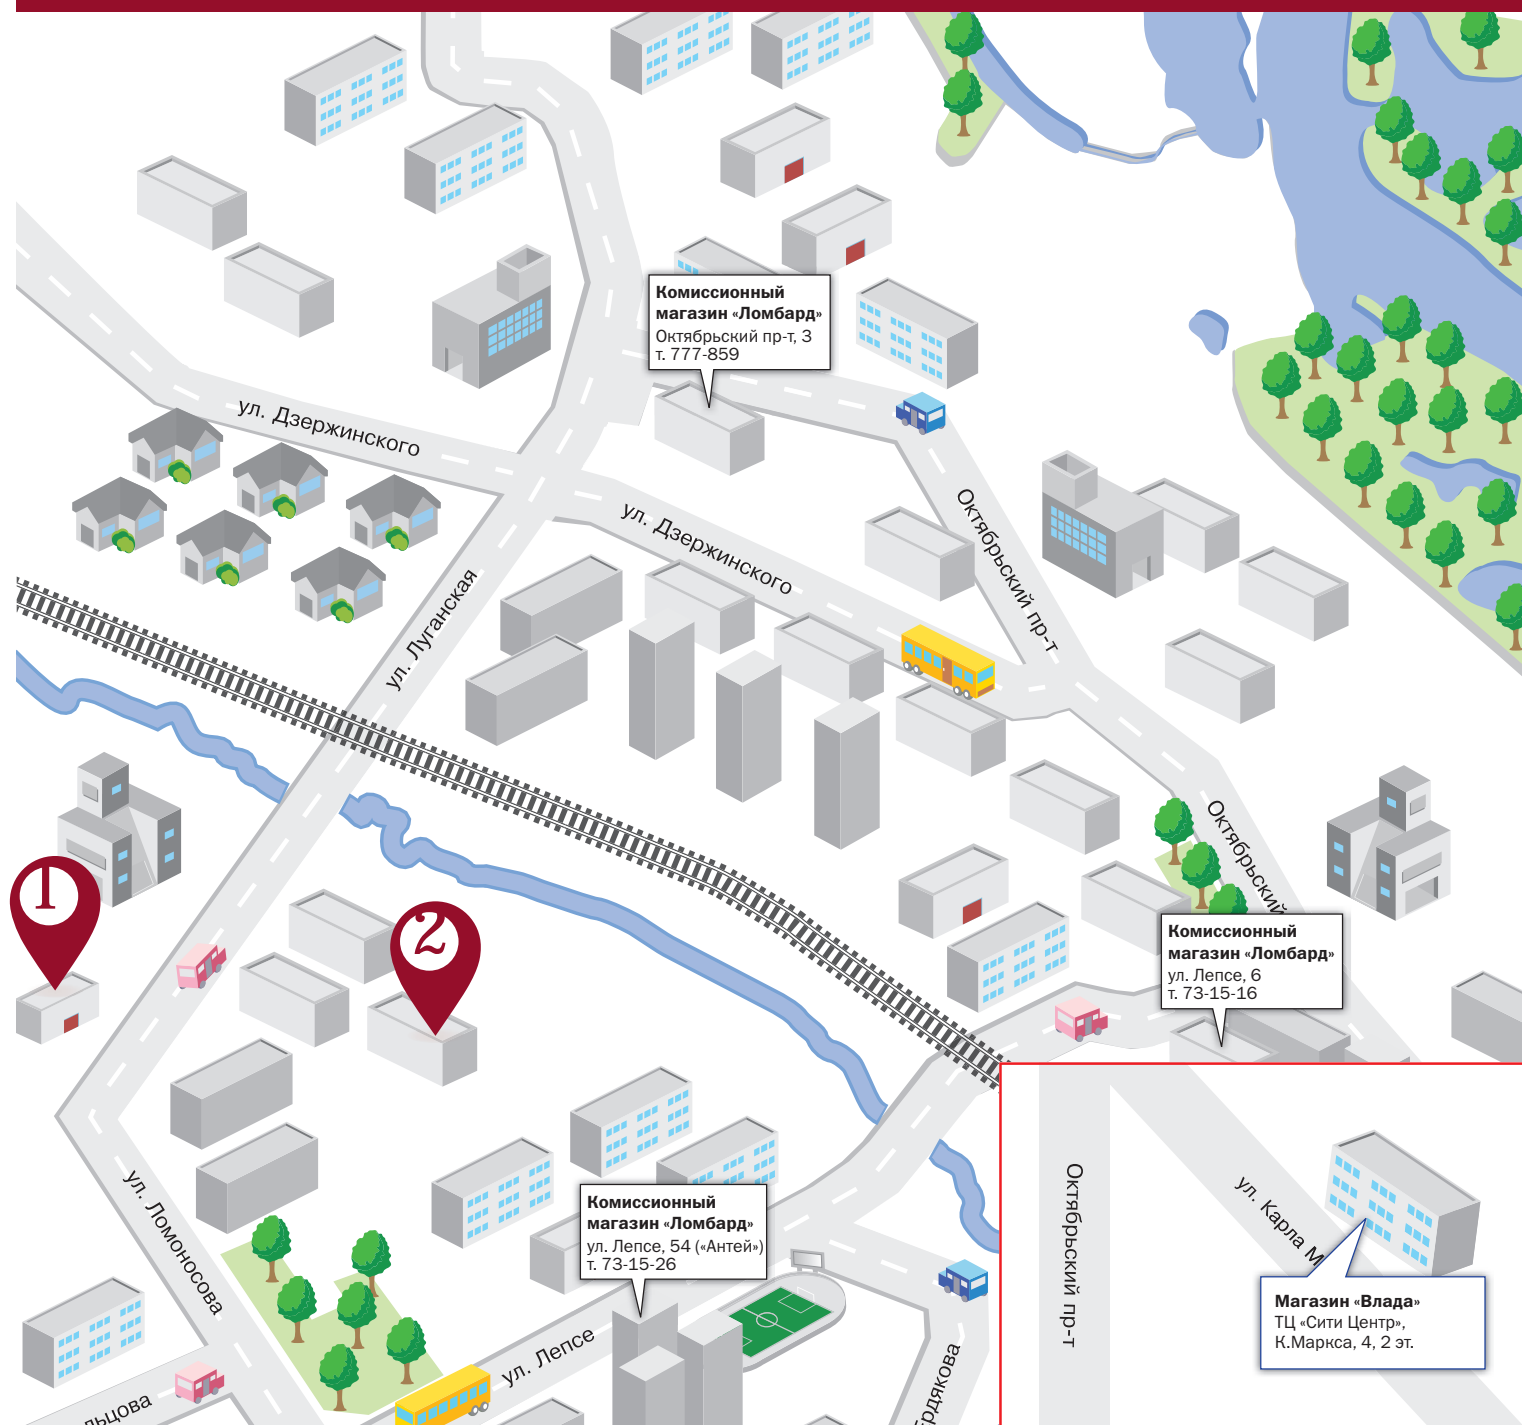 Комиссионный
магазин «Ломбард»
Октябрьский пр-т, 3
т. 777-859
ул. Дзержинского
ул. Дзержинского
Октябрьский пр-т
ул. Луганская
Октябрьский
1
2
Комиссионный
магазин «Ломбард»
ул. Лепсе, 6
т. 73-15-16
ул. Ломоносова
Комиссионный
магазин «Ломбард»
ул. Лепсе, 54 («Антей»)
т. 73-15-26
Октябрьский пр-т
ул. Карла М
Магазин «Влада»
ТЦ «Сити Центр»,
К.Маркса, 4, 2 эт.
ул. Лепсе